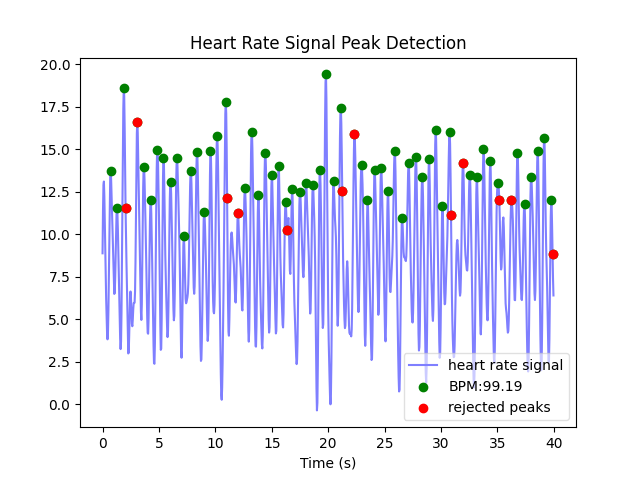 Heart Rate Signal Peak Detection
20.0
17.5
15.0
12.5
10.0
7.5
5.0
2.5
0.0
heart rate signal
BPM:99.19
rejected peaks
0 5 10 15 20 25 30 35 40
Time (s)